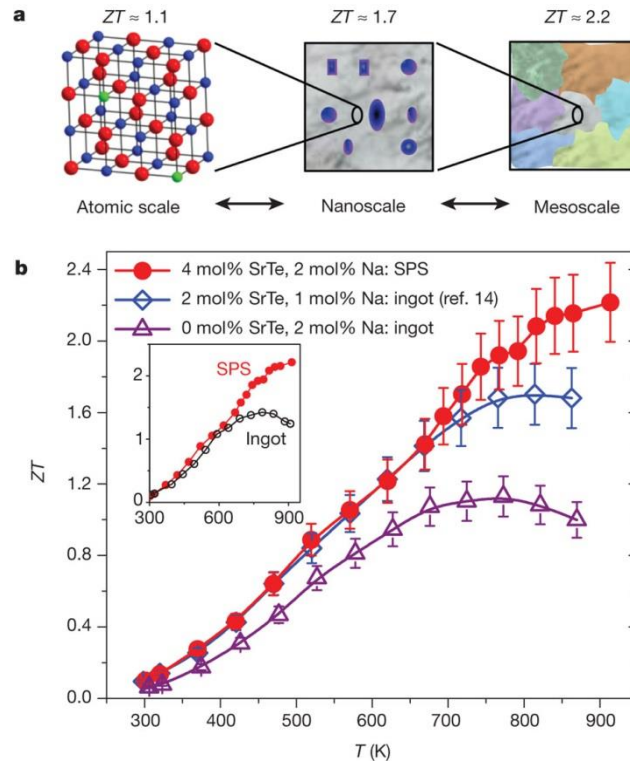 a
ZT ≈ 1.1
ZT ≈ 1.7
ZT ≈ 2.2
Atomic scale
Nanoscale
Mesoscale
b
2.4
2.0
1.6
1.2
0.8
0.4
0.0
ZT
4 mol% SrTe, 2 mol% Na: SPS
2 mol% SrTe, 1 mol% Na: ingot (ref. 14)
0 mol% SrTe, 2 mol% Na: ingot
2
1
0
SPS
Ingot
300 600 900
300 400 500 600 700 800 900
T (K)